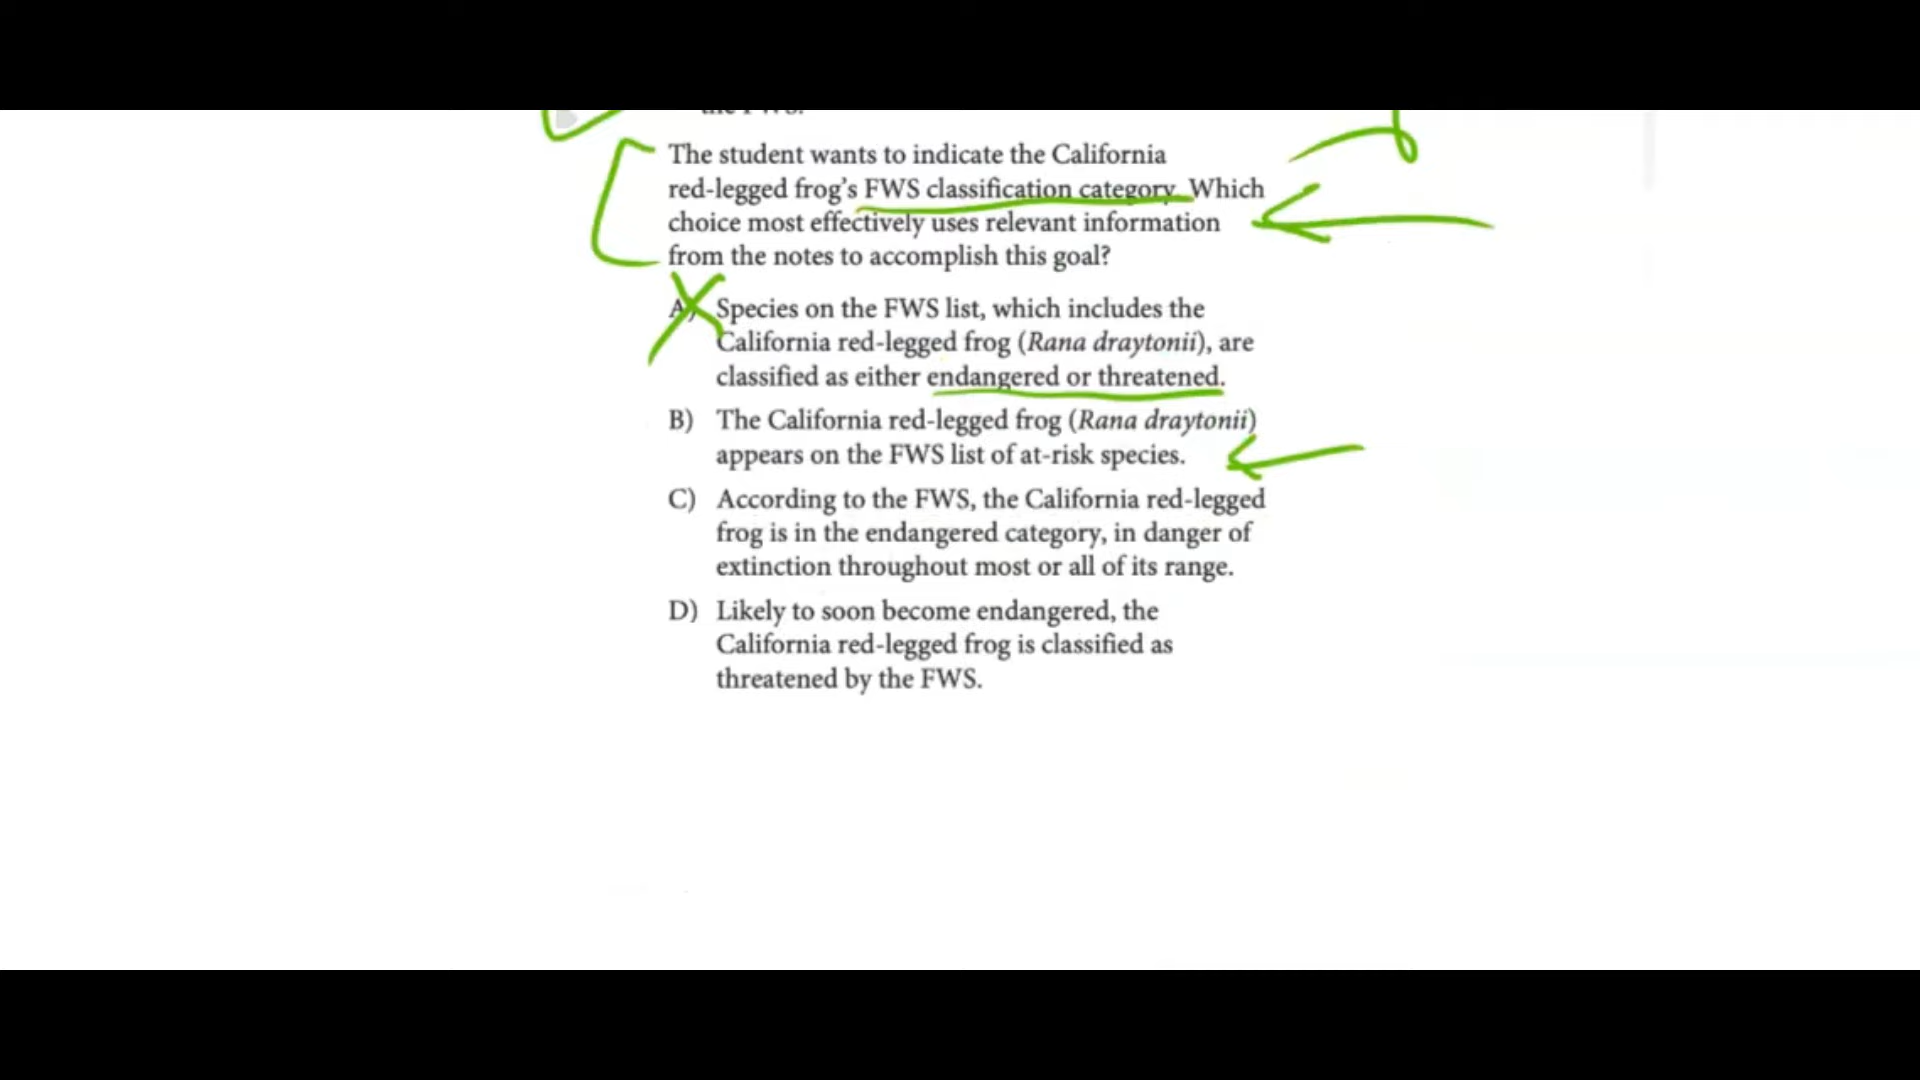 The student wants to indicate the California
red-legged frog’s FWS classification category. Which
choice most effectively uses relevant information
from the notes to accomplish this goal?
A) Species on the FWS list, which includes the
California red-legged frog (Rana draytonii), are
classified as either endangered or threatened.
B) The California red-legged frog (Rana draytonii)
appears on the FWS list of at-risk species.
C) According to the FWS, the California red-legged
frog is in the endangered category, in danger of
extinction throughout most or all of its range.
D) Likely to soon become endangered, the
California red-legged frog is classified as
threatened by the FWS.